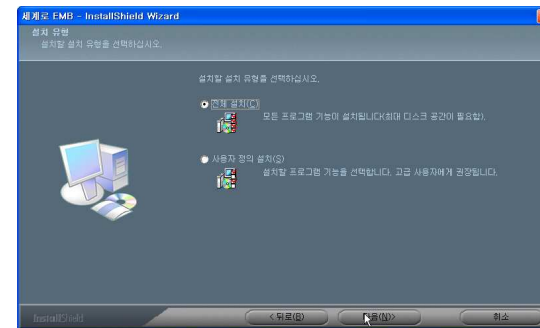 세계로 EMB - InstallShield Wizard
설치 유형
설치할 설치 유형을 선택하십시오.
설치할 설치 유형을 선택하십시오.
전체 설치(C)
모든 프로그램 기능이 설치됩니다(최대 디스크 공간이 필요함).
사용자 정의 설치(S)
설치할 프로그램 기능을 선택합니다. 고급 사용자에게 권장됩니다.
InstallShield
< 뒤로(B)
다음(N)>
취소